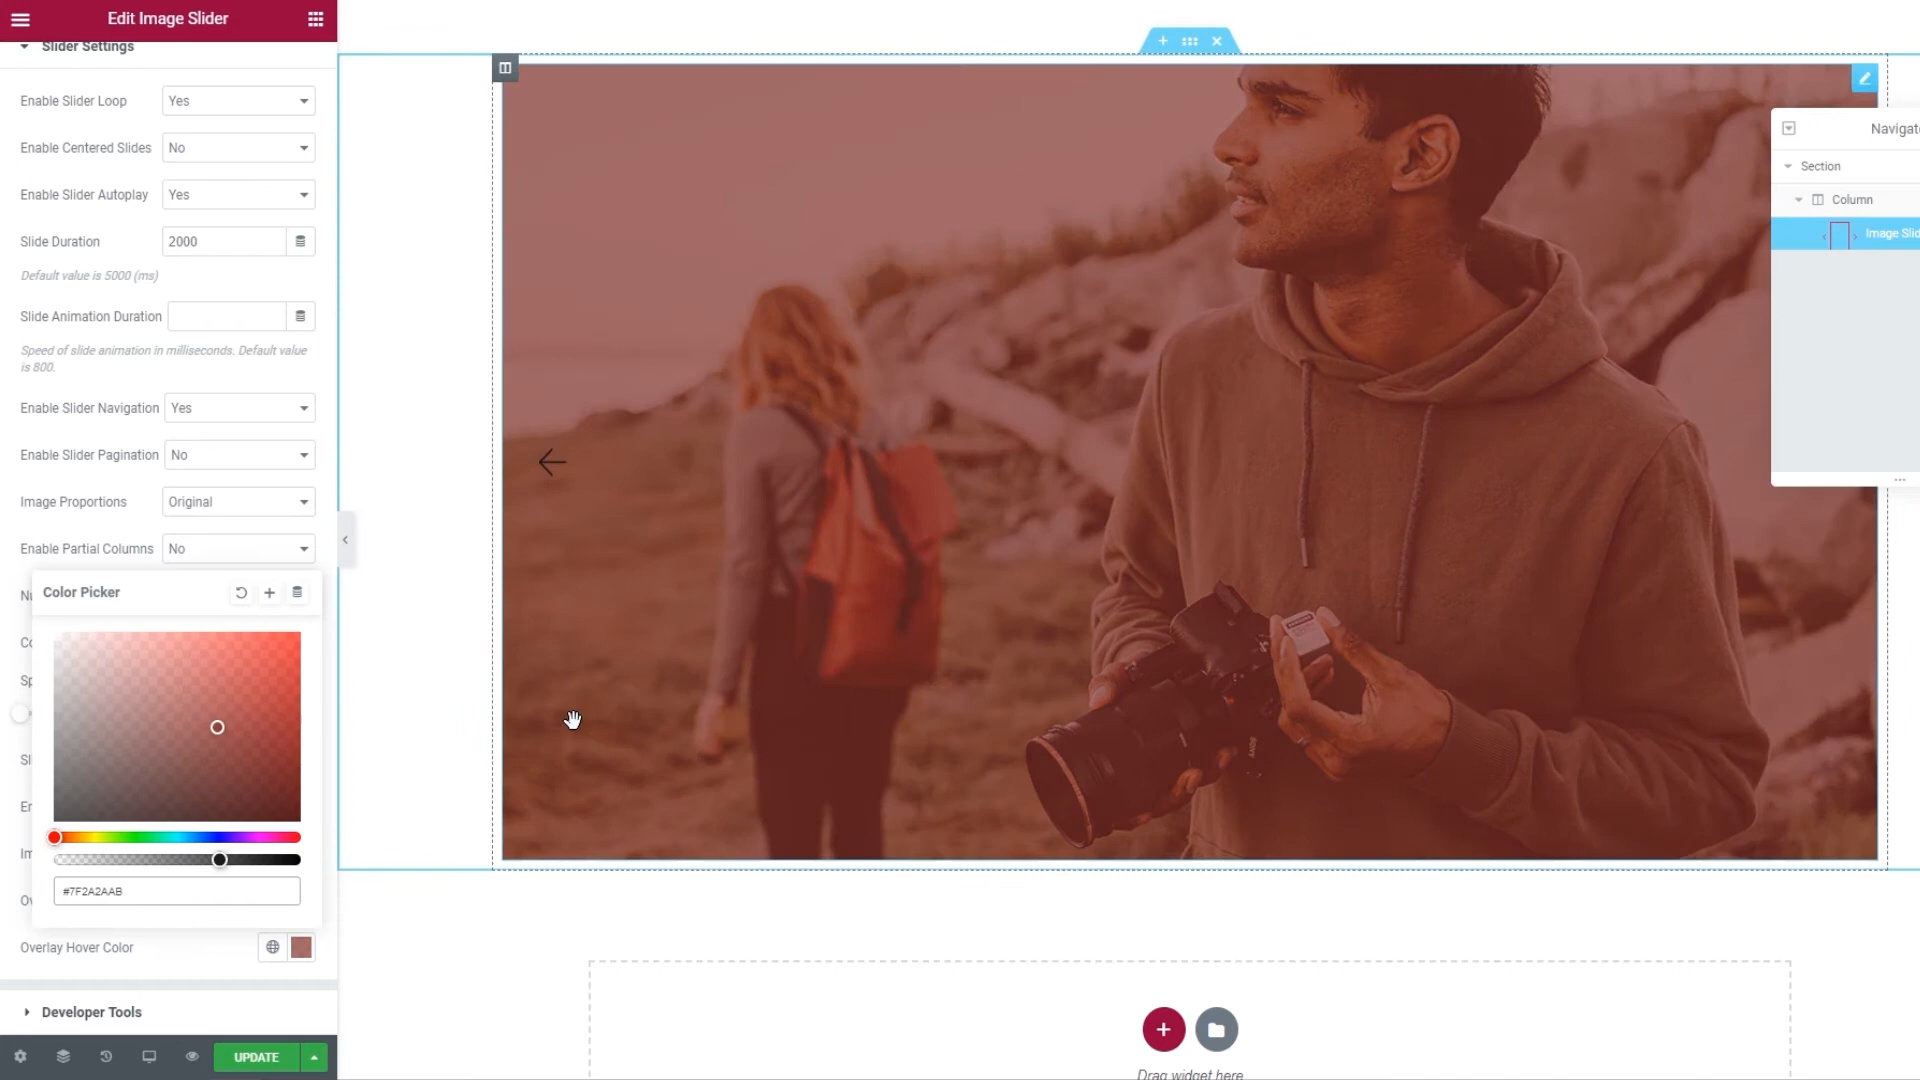 Edit Image Slider
Slider Settings
Enable Slider Loop Yes
Enable Centered Slides No
Enable Slider Autoplay Yes
Slide Duration 2000
Default value is 5000 (ms)
Slide Animation Duration
Speed of slide animation in milliseconds. Default value
is 800.
Enable Slider Navigation Yes
Enable Slider Pagination No
Image Proportions Original
Enable Partial Columns No
Color Picker
#7F2A2AAB
Overlay Hover Color
Developer Tools
UPDATE
Navigat
Section
Column
Image Slid
SONY
Drag widget here